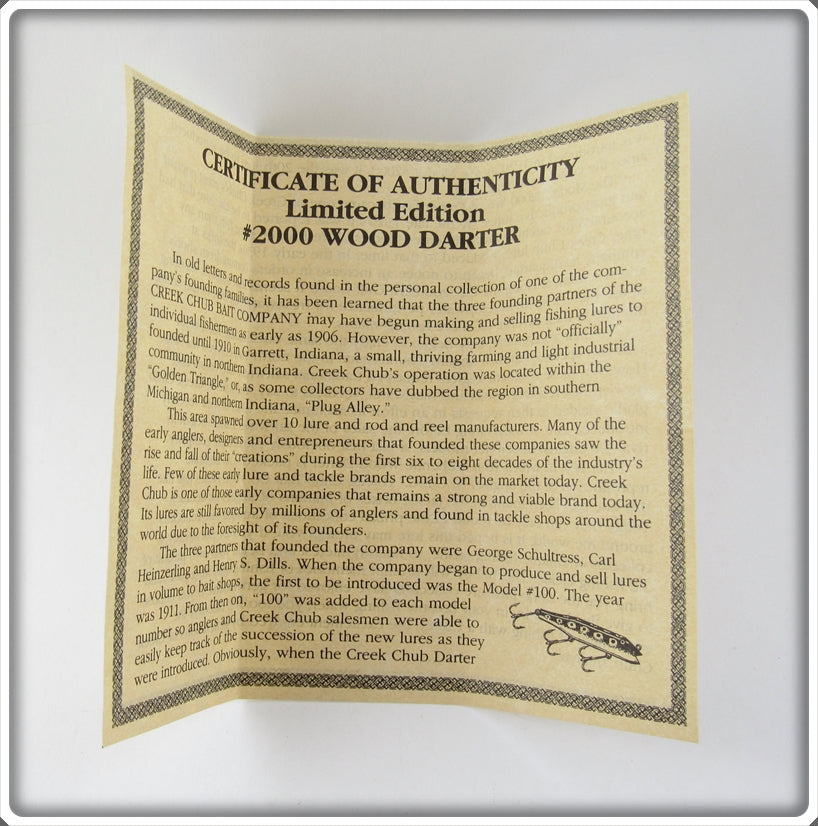 CERTIFICATE OF AUTHENTICITY
Limited Edition
#2000 WOOD DARTER
In old letters and records found in the personal collection of one of the com-
pany's founding families, it has been learned that the three founding partners of the
CREEK CHUB BAIT COMPANY may have begun making and selling fishing lures to
individual fishermen as early as 1906. However, the company was not "officially"
founded until 1910 in Garrett, Indiana, a small, thriving farming and light industrial
community in northern Indiana. Creek Chub's operation was located within the
"Golden Triangle," or, as some collectors have dubbed the region in southern
Michigan and northern Indiana, "Plug Alley."
This area spawned over 10 lure and rod and reel manufacturers. Many of the
early anglers, designers and entrepreneurs that founded these companies saw the
rise and fall of their "creations" during the first six to eight decades of the industry's
life. Few of these early lure and tackle brands remain on the market today. Creek
Chub is one of those early companies that remains a strong and viable brand today.
Its lures are still favored by millions of anglers and found in tackle shops around the
world due to the foresight of its founders.
The three partners that founded the company were George Schultress, Carl
Heinzerling and Henry S. Dills. When the company began to produce and sell lures
in volume to bait shops, the first to be introduced was the Model #100. The year
was 1911. From then on, "100" was added to each model
number so anglers and Creek Chub salesmen were able to
easily keep track of the succession of the new lures as they
were introduced. Obviously, when the Creek Chub Darter